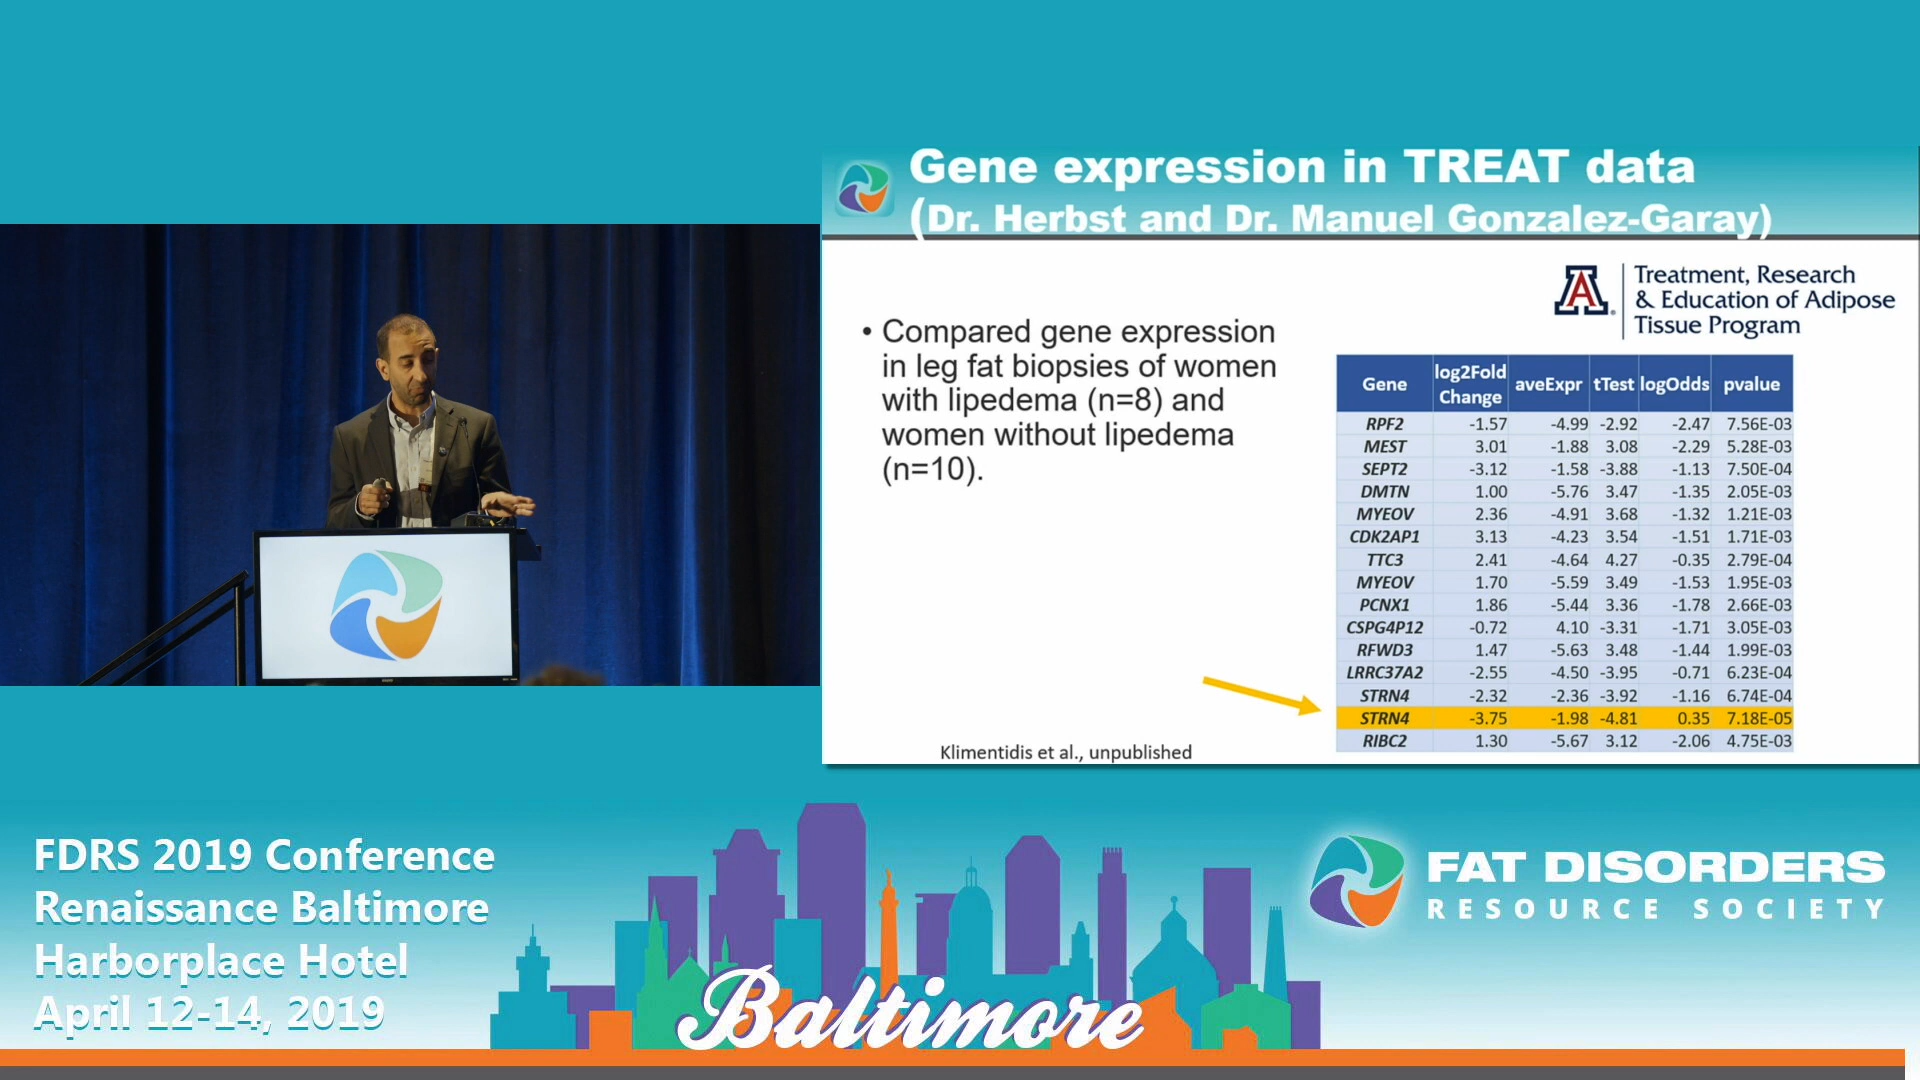 Gene expression in TREAT data
(Dr. Herbst and Dr. Manuel Gonzalez-Garay)
A
Treatment, Research
& Education of Adipose
Tissue Program
• Compared gene expression
in leg fat biopsies of women
with lipedema (n=8) and
women without lipedema
(n=10).
Gene log2Fold Change aveExpr tTest logOdds pvalue
RPF2 -1.57 -4.99 -2.92 -2.47 7.56E-03
MEST 3.01 -1.88 3.08 -2.29 5.28E-03
SEPT2 -3.12 -1.58 -3.88 -1.13 7.50E-04
DMTN 1.00 -5.76 3.47 -1.35 2.05E-03
MYEOV 2.36 -4.91 3.68 -1.32 1.21E-03
CDK2AP1 3.13 -4.23 3.54 -1.51 1.71E-03
TTC3 2.41 -4.64 4.27 -0.35 2.79E-04
MYEOV 1.70 -5.59 3.49 -1.53 1.95E-03
PCNX1 1.86 -5.44 3.36 -1.78 2.66E-03
CSPG4P12 -0.72 4.10 -3.31 -1.71 3.05E-03
RFWD3 1.47 -5.63 3.48 -1.44 1.99E-03
LRRC37A2 -2.55 -4.50 -3.95 -0.71 6.23E-04
STRN4 -2.32 -2.36 -3.92 -1.16 6.74E-04
STRN4 -3.75 -1.98 -4.81 0.35 7.18E-05
RIBC2 1.30 -5.67 3.12 -2.06 4.75E-03
Klimentidis et al., unpublished
FDRS 2019 Conference
Renaissance Baltimore
Harborplace Hotel
April 12-14, 2019
Baltimore
FAT DISORDERS
RESOURCE SOCIETY